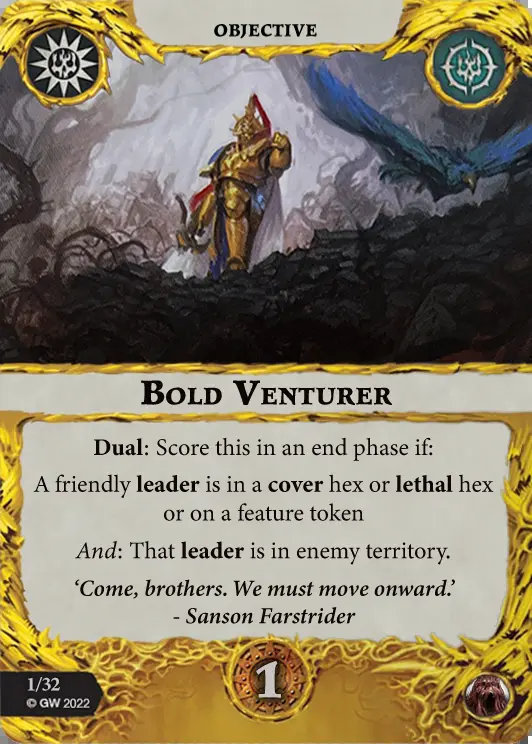 OBJECTIVE
BOLD VENTURER
Dual: Score this in an end phase if:
A friendly leader is in a cover hex or lethal hex
or on a feature token
And: That leader is in enemy territory.
‘Come, brothers. We must move onward.’
- Sanson Farstrider
1
1/32
© GW 2022